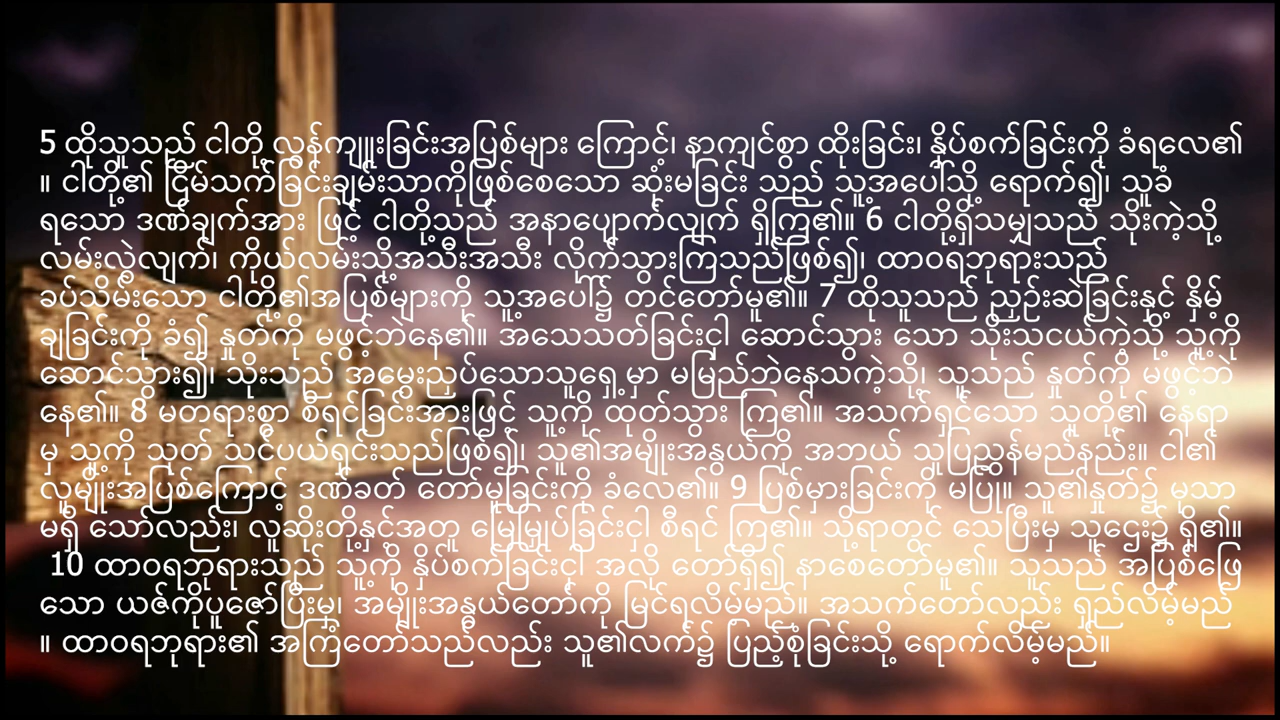 5 ထိုသူသည် ငါတို့ လွန်ကျူးခြင်းအပြစ်များ ကြောင့်၊ နာကျင်စွာ ထိုးခြင်း၊ နှိပ်စက်ခြင်းကို ခံရလေ၏
။ ငါတို့၏ ငြိမ်သက်ခြင်းချမ်းသာကိုဖြစ်စေသော ဆုံးမခြင်း သည် သူ့အပေါ်သို့ ရောက်၍၊ သူခံ
ရသော ဒဏ်ချက်အား ဖြင့် ငါတို့သည် အနာပျောက်လျက် ရှိကြ၏။ 6 ငါတို့ရှိသမျှသည် သိုးကဲ့သို့
လမ်းလွဲလျက်၊ ကိုယ်လမ်းသို့အသီးအသီး လိုက်သွားကြသည်ဖြစ်၍၊ ထာဝရဘုရားသည်
ခပ်သိမ်းသော ငါတို့၏အပြစ်များကို သူ့အပေါ်၌ တင်တော်မူ၏။ 7 ထိုသူသည် ညှဉ်းဆဲခြင်းနှင့် နှိမ့်
ချခြင်းကို ခံ၍ နှုတ်ကို မဖွင့်ဘဲနေ၏။ အသေသတ်ခြင်းငှါ ဆောင်သွား သော သိုးသငယ်ကဲ့သို့ သူ့ကို
ဆောင်သွား၍၊ သိုးသည် အမွေးညှပ်သောသူရှေ့မှာ မမြည်ဘဲနေသကဲ့သို့၊ သူသည် နှုတ်ကို မဖွင့်ဘဲ
နေ၏။ 8 မတရားစွာ စီရင်ခြင်းအားဖြင့် သူ့ကို ထုတ်သွား ကြ၏။ အသက်ရှင်သော သူတို့၏ နေရာ
မှ သူ့ကို သုတ် သင်ပယ်ရှင်းသည်ဖြစ်၍၊ သူ၏အမျိုးအနွယ်ကို အဘယ် သူပြညွှန်မည်နည်း။ ငါ၏
လူမျိုးအပြစ်ကြောင့် ဒဏ်ခတ် တော်မူခြင်းကို ခံလေ၏။ 9 ပြစ်မှားခြင်းကို မပြု။ သူ၏နှုတ်၌ မုသာ
မရှိ သော်လည်း၊ လူဆိုးတို့နှင့်အတူ မြေမြှုပ်ခြင်းငှါ စီရင် ကြ၏။ သို့ရာတွင် သေပြီးမှ သူဌေး၌ ရှိ၏။
10 ထာဝရဘုရားသည် သူ့ကို နှိပ်စက်ခြင်းငှါ အလို တော်ရှိ၍ နာစေတော်မူ၏။ သူသည် အပြစ်ဖြေ
သော ယဇ်ကိုပူဇော်ပြီးမှ၊ အမျိုးအနွယ်တော်ကို မြင်ရလိမ့်မည်။ အသက်တော်လည်း ရှည်လိမ့်မည်
။ ထာဝရဘုရား၏ အကြံတော်သည်လည်း သူ၏လက်၌ ပြည့်စုံခြင်းသို့ ရောက်လိမ့်မည်။